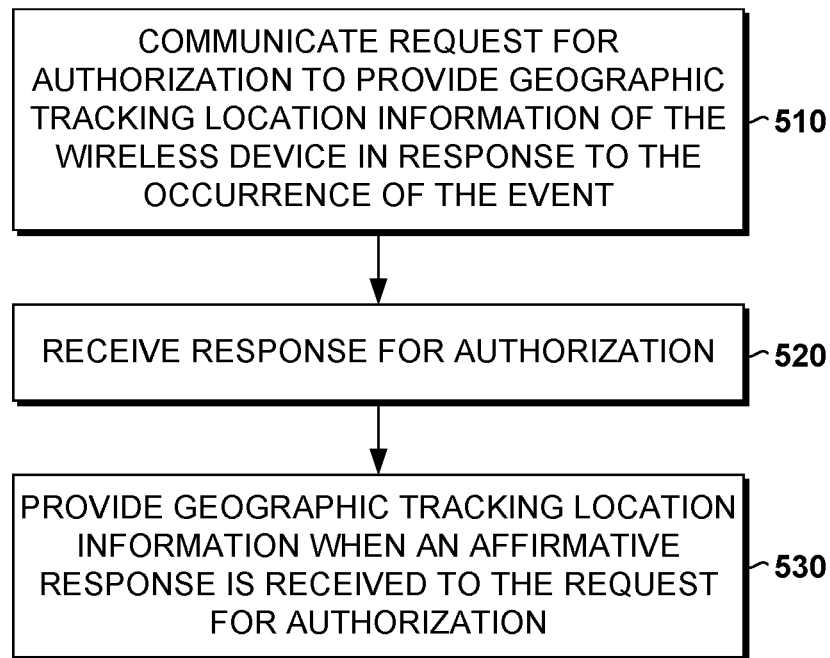 COMMUNICATE REQUEST FOR
AUTHORIZATION TO PROVIDE GEOGRAPHIC
TRACKING LOCATION INFORMATION OF THE
WIRELESS DEVICE IN RESPONSE TO THE
OCCURRENCE OF THE EVENT
510
RECEIVE RESPONSE FOR AUTHORIZATION
520
PROVIDE GEOGRAPHIC TRACKING LOCATION
INFORMATION WHEN AN AFFIRMATIVE
RESPONSE IS RECEIVED TO THE REQUEST
FOR AUTHORIZATION
530